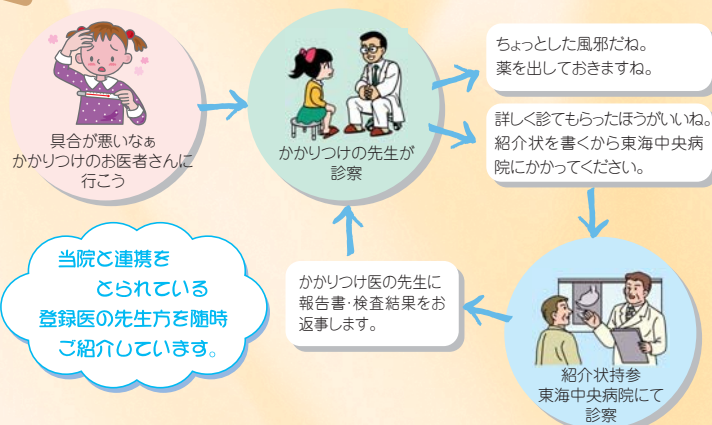 具合が悪いなぁ
かかりつけのお医者さんに
行こう
かかりつけの先生が
診察
ちょっとした風邪だね。
薬を出しておきますね。
詳しく診てもらったほうがいいね。
紹介状を書くから東海中央病
院にかかってください。
紹介状持参
東海中央病院にて
診察
かかりつけ医の先生に
報告書・検査結果をお
返事します。
当院と連携を
とられている
登録医の先生方を随時
ご紹介しています。